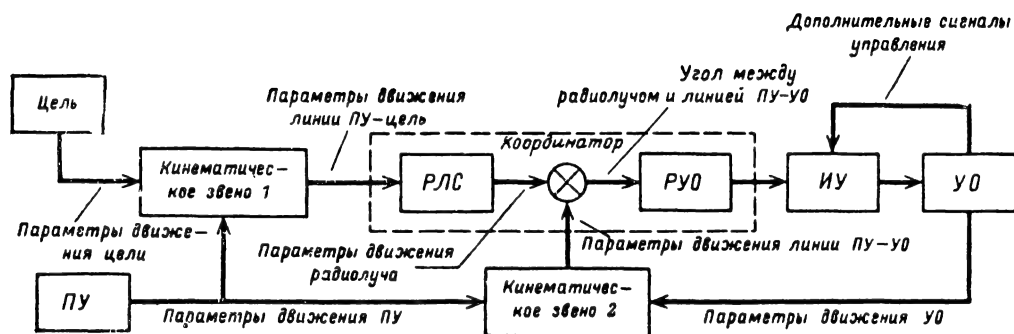 Дополнительные сигналы
управления
Цель
Параметры движения
линии ПУ-цель
Угол между
радиолучом и линией ПУ-УО
Координатор
Кинематичес-
кое звено 1
РЛС
РУО
ИУ
УО
Параметры движе-
ния цели
Параметры движения
радиолуча
Параметры движения линии ПУ-УО
ПУ
Параметры движения ПУ
Кинематичес-
кое звено 2
Параметры движения УО